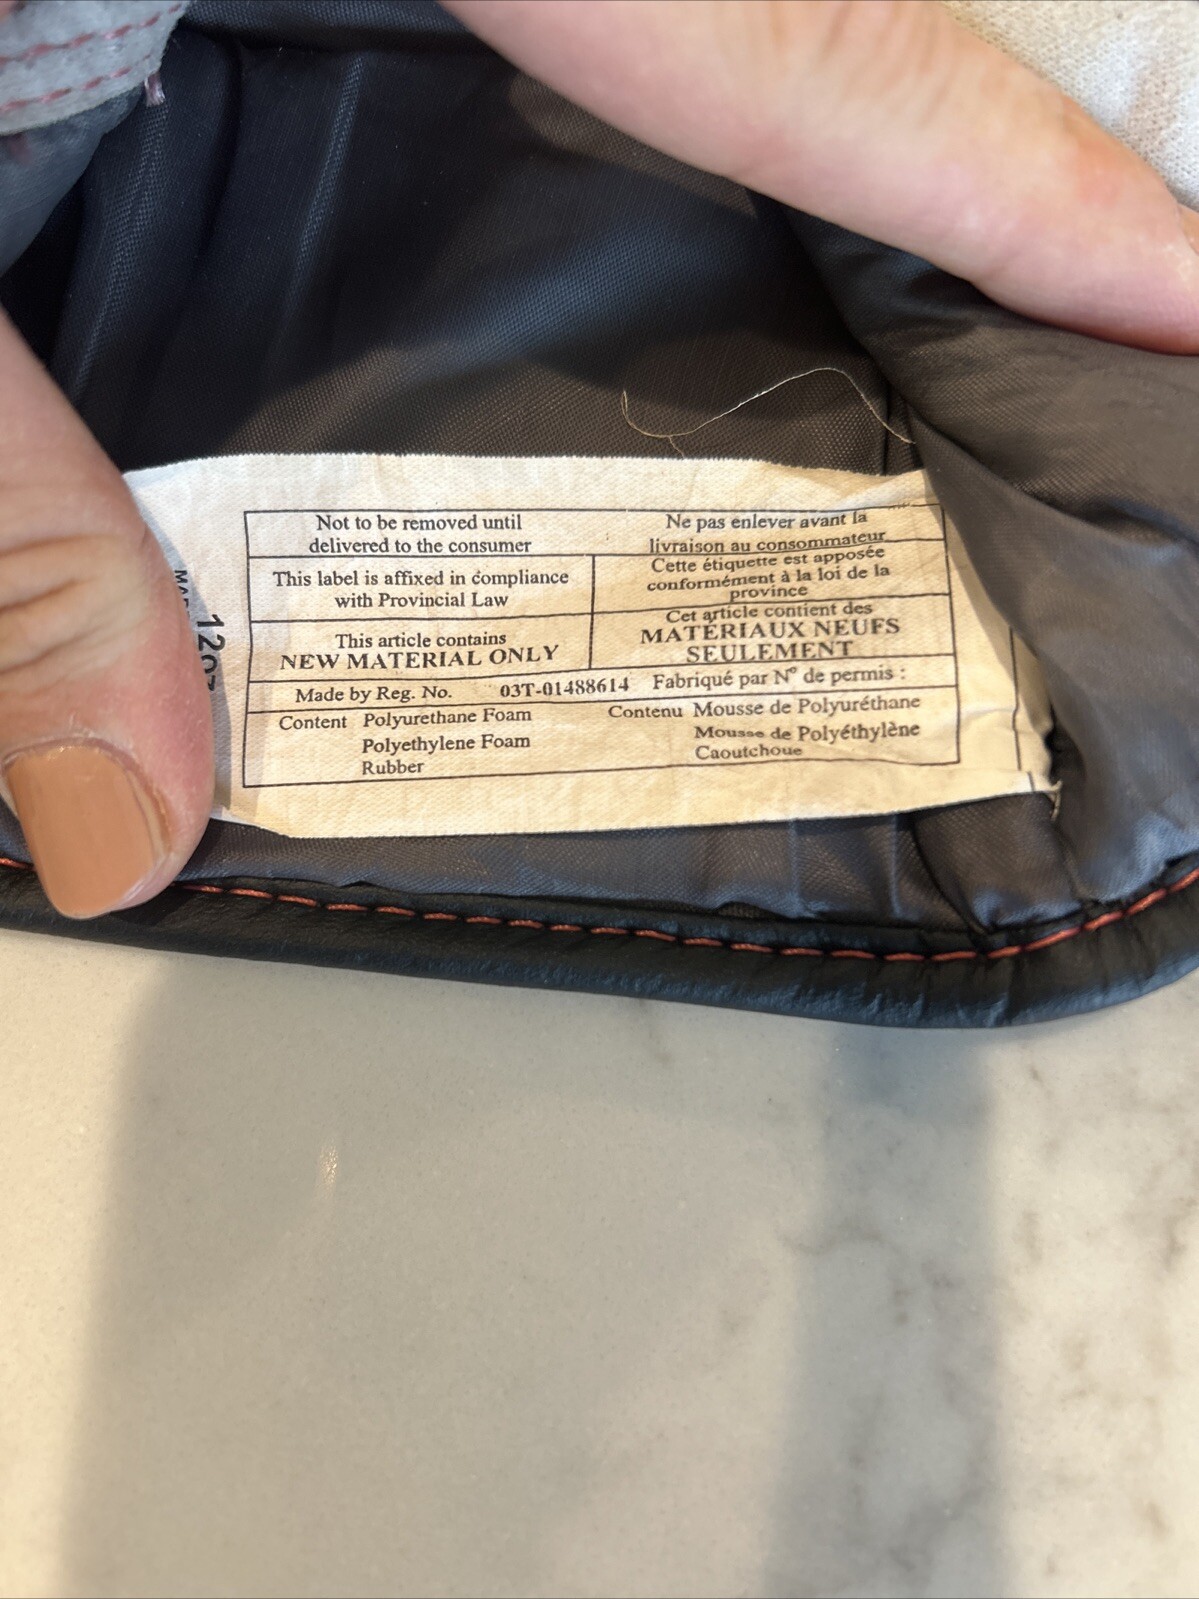 Not to be removed until
delivered to the consumer
Ne pas enlever avant la
livraison au consommateur
This label is affixed in compliance
with Provincial Law
Cette étiquette est apposée
conformément à la loi de la
province
This article contains
NEW MATERIAL ONLY
Cet article contient des
MATÉRIAUX NEUFS
SEULEMENT
Made by Reg. No. 03T-01488614 Fabriqué par N° de permis :
Content Polyurethane Foam
Polyethylene Foam
Rubber
Contenu Mousse de Polyuréthane
Mousse de Polyéthylène
Caoutchoue